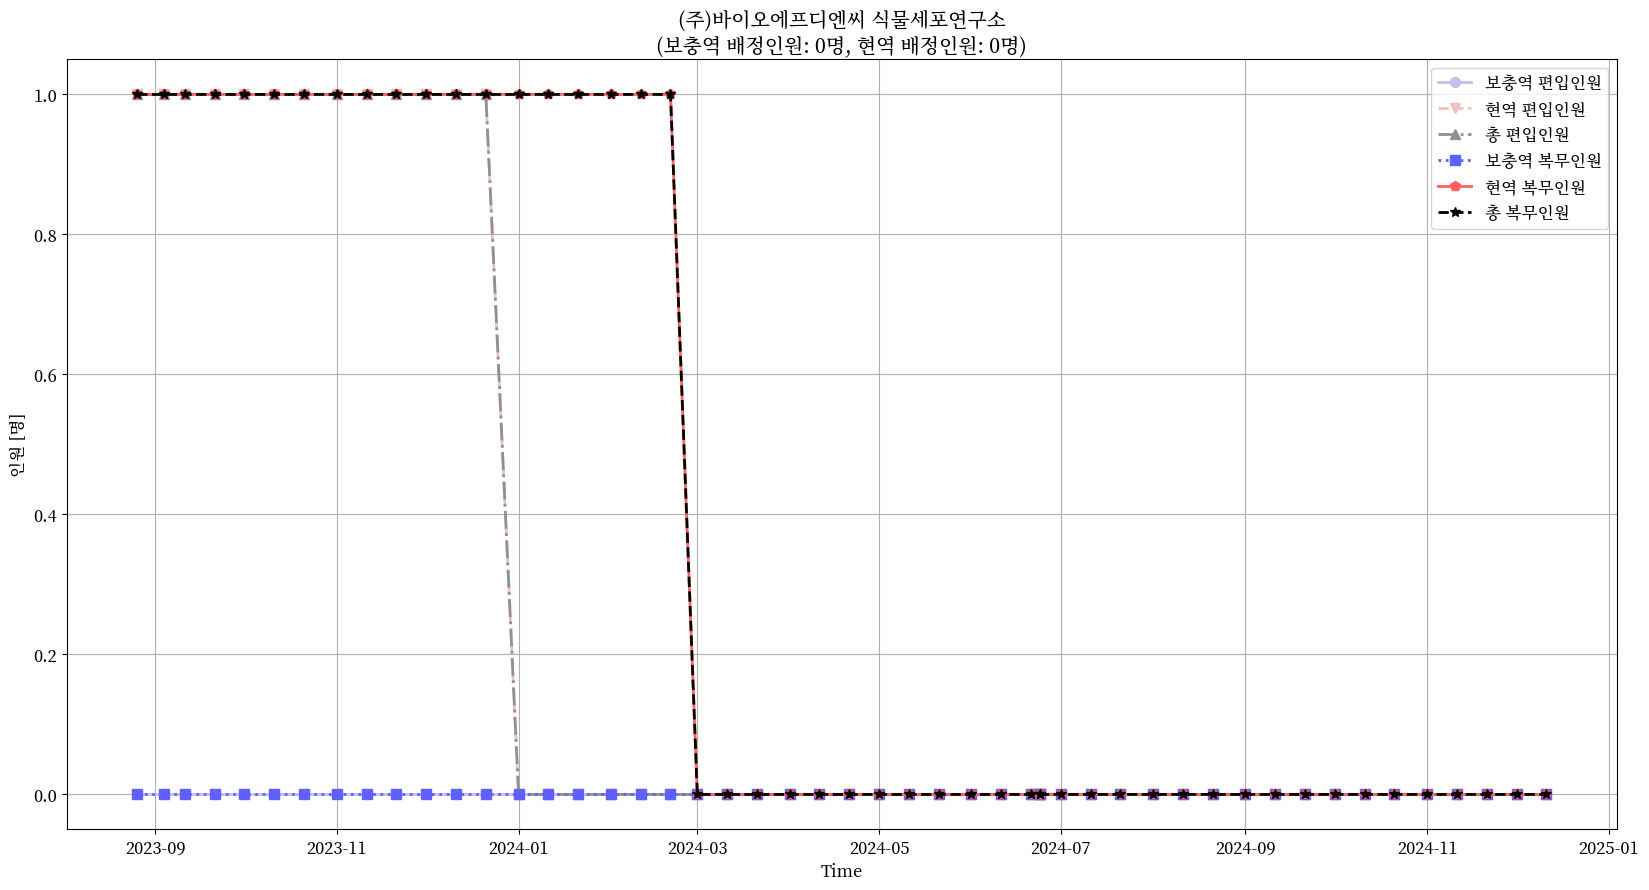 (주)바이오에프디엔씨 식물세포연구소
(보충역 배정인원: 0명, 현역 배정인원: 0명)
보충역 편입인원
현역 편입인원
총 편입인원
보충역 복무인원
현역 복무인원
총 복무인원
인원 [명]
1.0
0.8
0.6
0.4
0.2
0.0
2023-09 2023-11 2024-01 2024-03 2024-05 2024-07 2024-09 2024-11 2025-01
Time